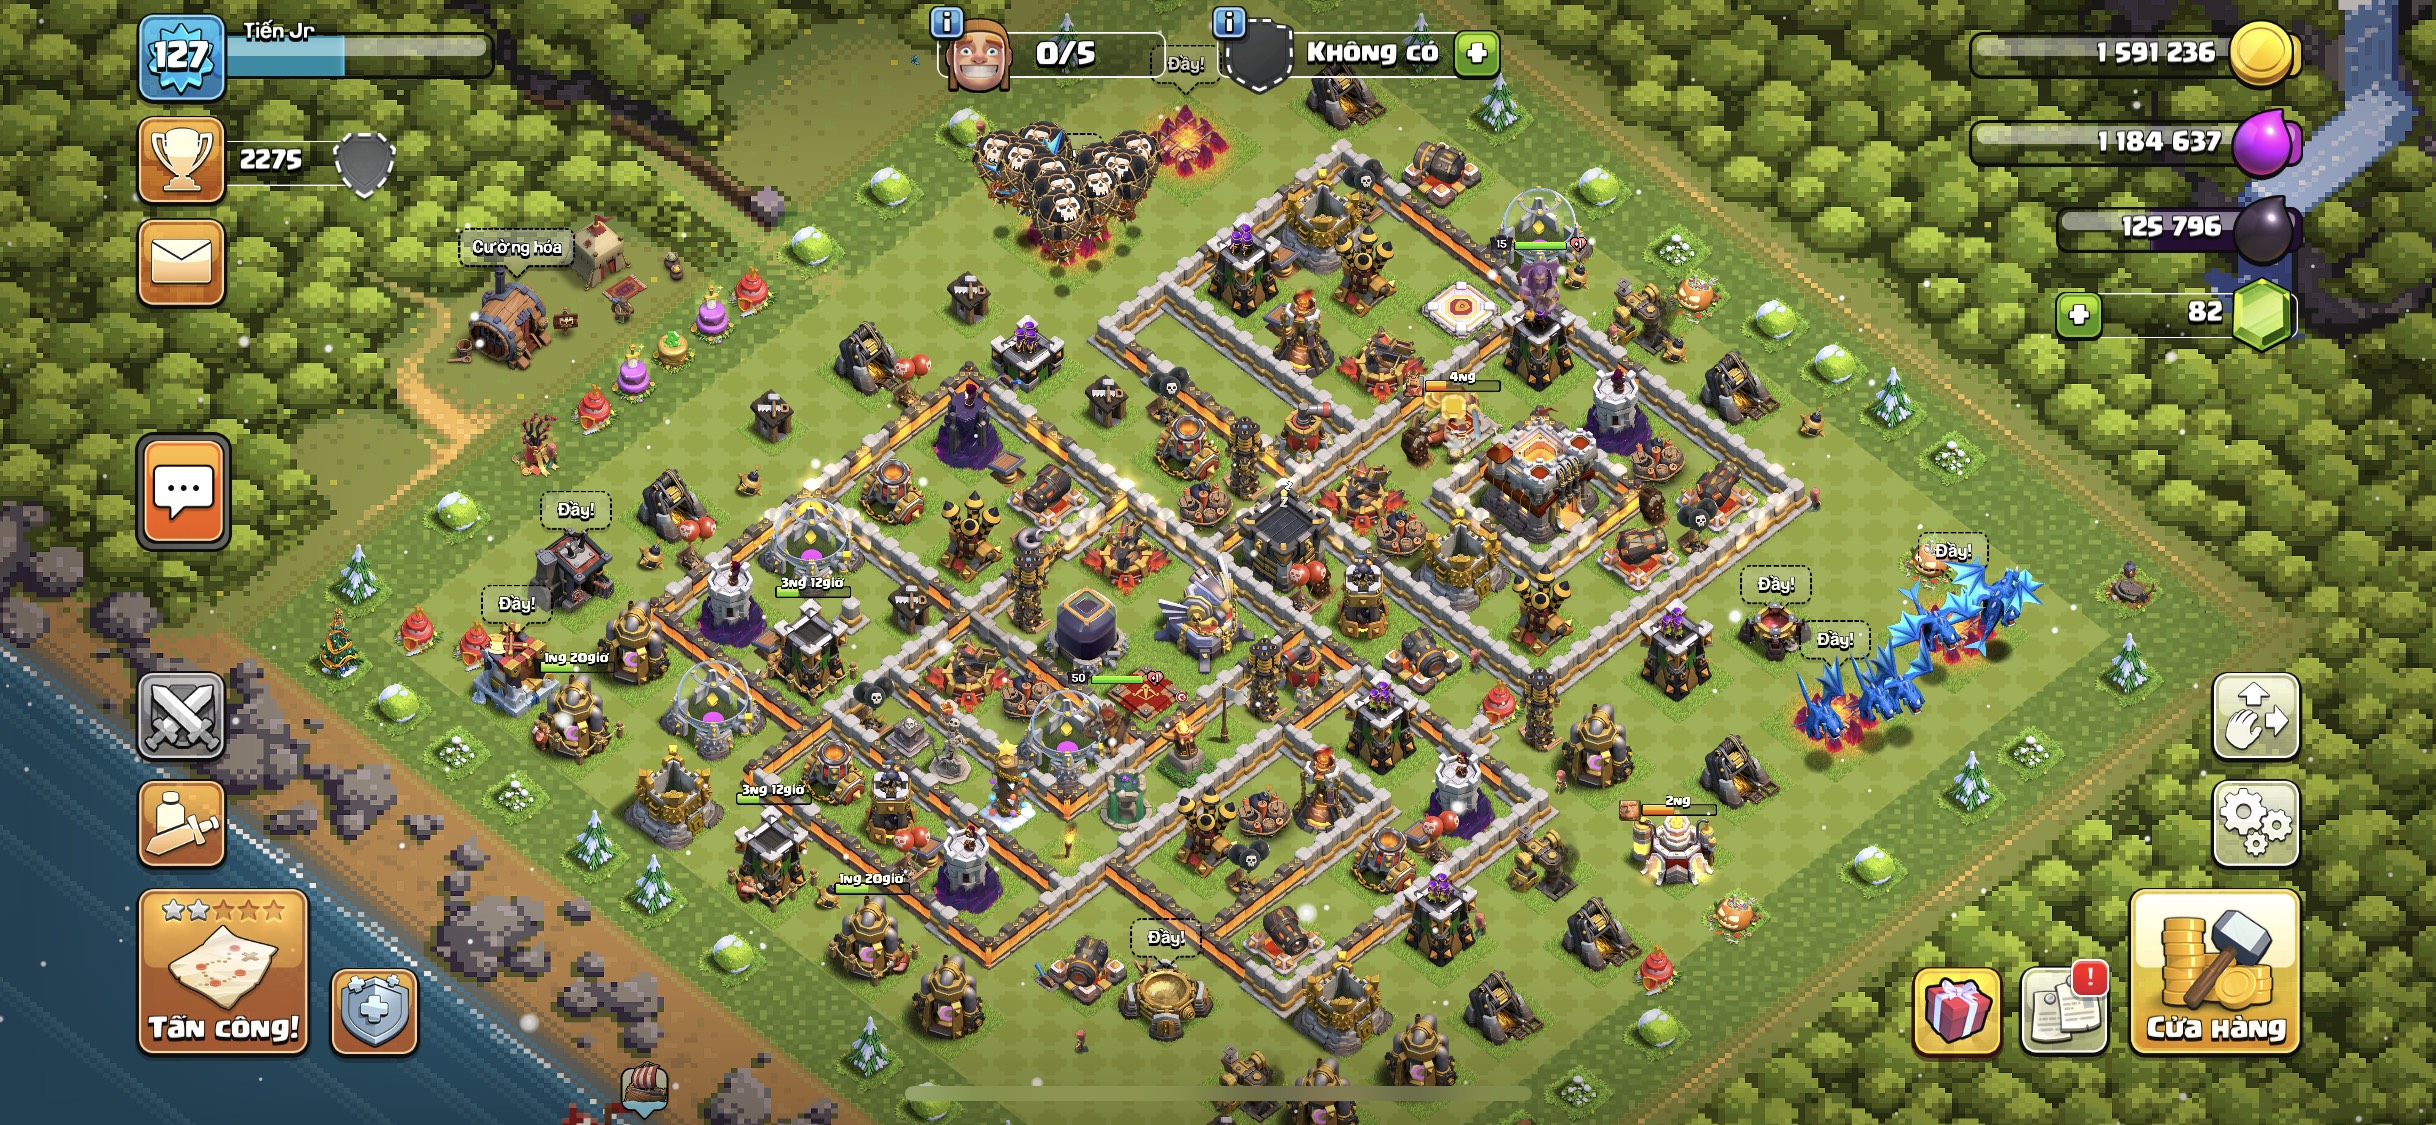 127
Tiến Jr
0/5
Đầy!
Không có
1 591 236
2275
1 184 637
125 796
82
Cường hóa
15
4ng
Đầy!
Đầy!
Đầy!
Đầy!
Đầy!
3ng 12giờ
1ng 20giờ
50
3ng 12giờ
2ng
1ng 20giờ
Đầy!
Tấn công!
Cửa Hàng
!